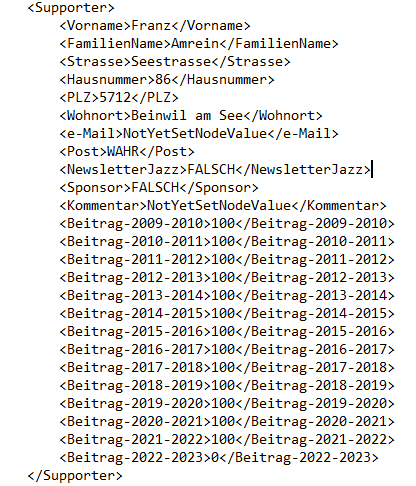 <Supporter>
<Vorname>Franz</Vorname>
<FamilienName>Amrein</FamilienName>
<Strasse>Seestrasse</Strasse>
<Hausnummer>86</Hausnummer>
<PLZ>5712</PLZ>
<Wohnort>Beinwil am See</Wohnort>
<e-Mail>NotYetSetNodeValue</e-Mail>
<Post>WAHR</Post>
<NewsletterJazz>FALSCH</NewsletterJazz>
<Sponsor>FALSCH</Sponsor>
<Kommentar>NotYetSetNodeValue</Kommentar>
<Beitrag-2009-2010>100</Beitrag-2009-2010>
<Beitrag-2010-2011>100</Beitrag-2010-2011>
<Beitrag-2011-2012>100</Beitrag-2011-2012>
<Beitrag-2012-2013>100</Beitrag-2012-2013>
<Beitrag-2013-2014>100</Beitrag-2013-2014>
<Beitrag-2014-2015>100</Beitrag-2014-2015>
<Beitrag-2015-2016>100</Beitrag-2015-2016>
<Beitrag-2016-2017>100</Beitrag-2016-2017>
<Beitrag-2017-2018>100</Beitrag-2017-2018>
<Beitrag-2018-2019>100</Beitrag-2018-2019>
<Beitrag-2019-2020>100</Beitrag-2019-2020>
<Beitrag-2020-2021>100</Beitrag-2020-2021>
<Beitrag-2021-2022>100</Beitrag-2021-2022>
<Beitrag-2022-2023>0</Beitrag-2022-2023>
</Supporter>